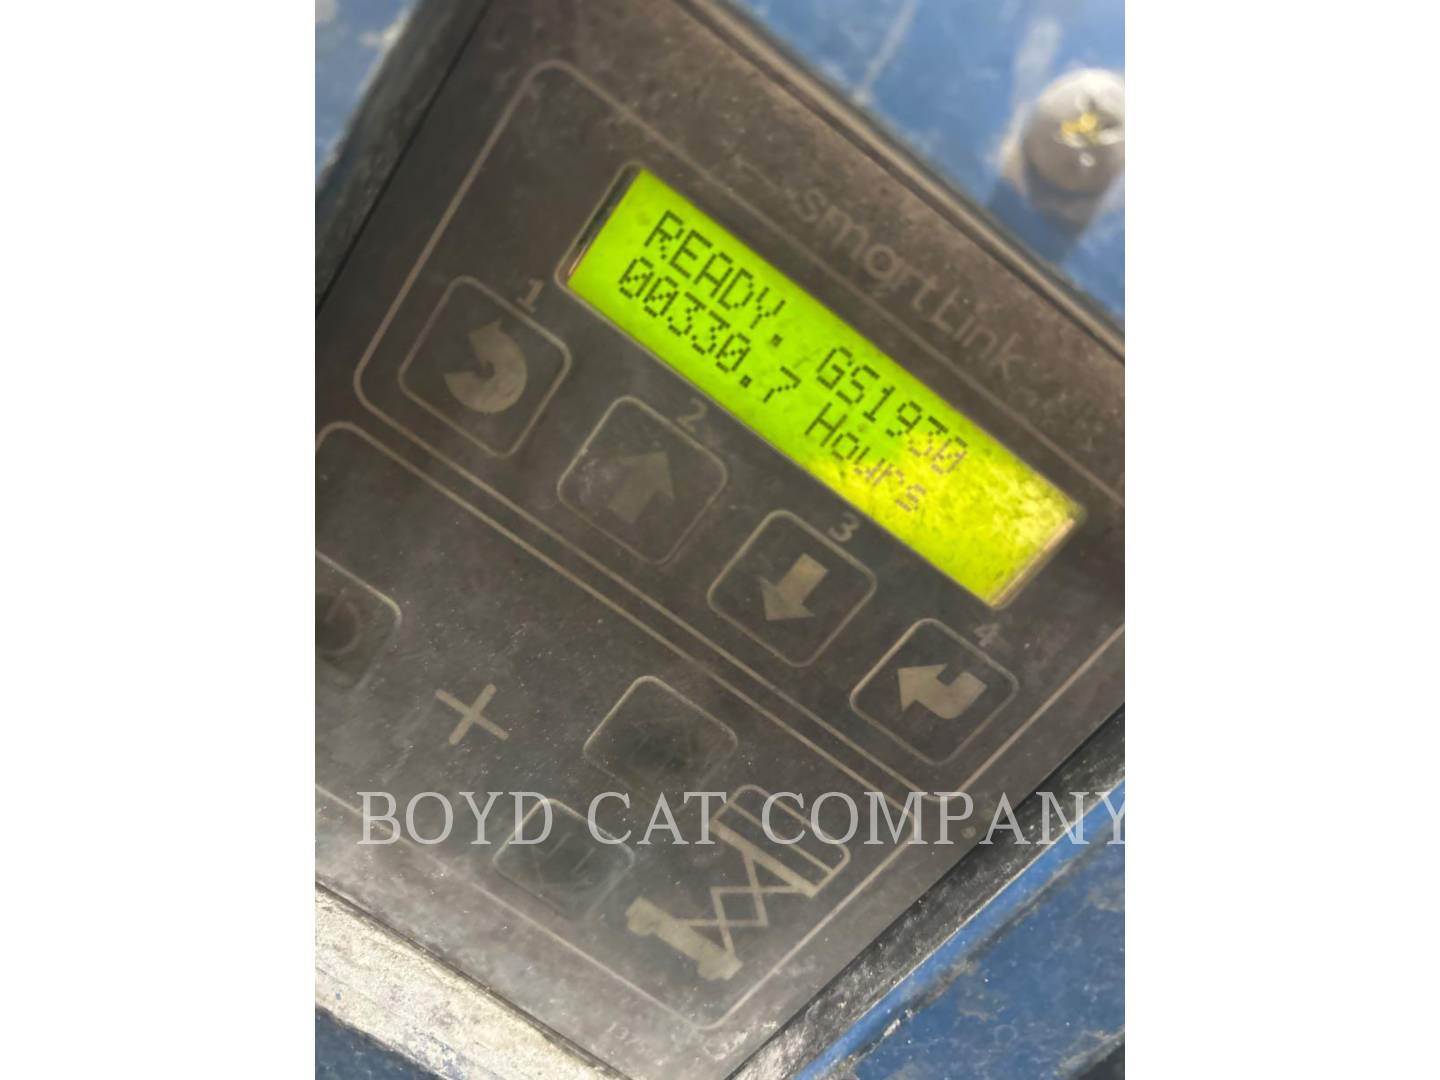 smartLink
READY. GS1930
00330.7 Hours
1
2
3
4
BOYD CAT COMPANY